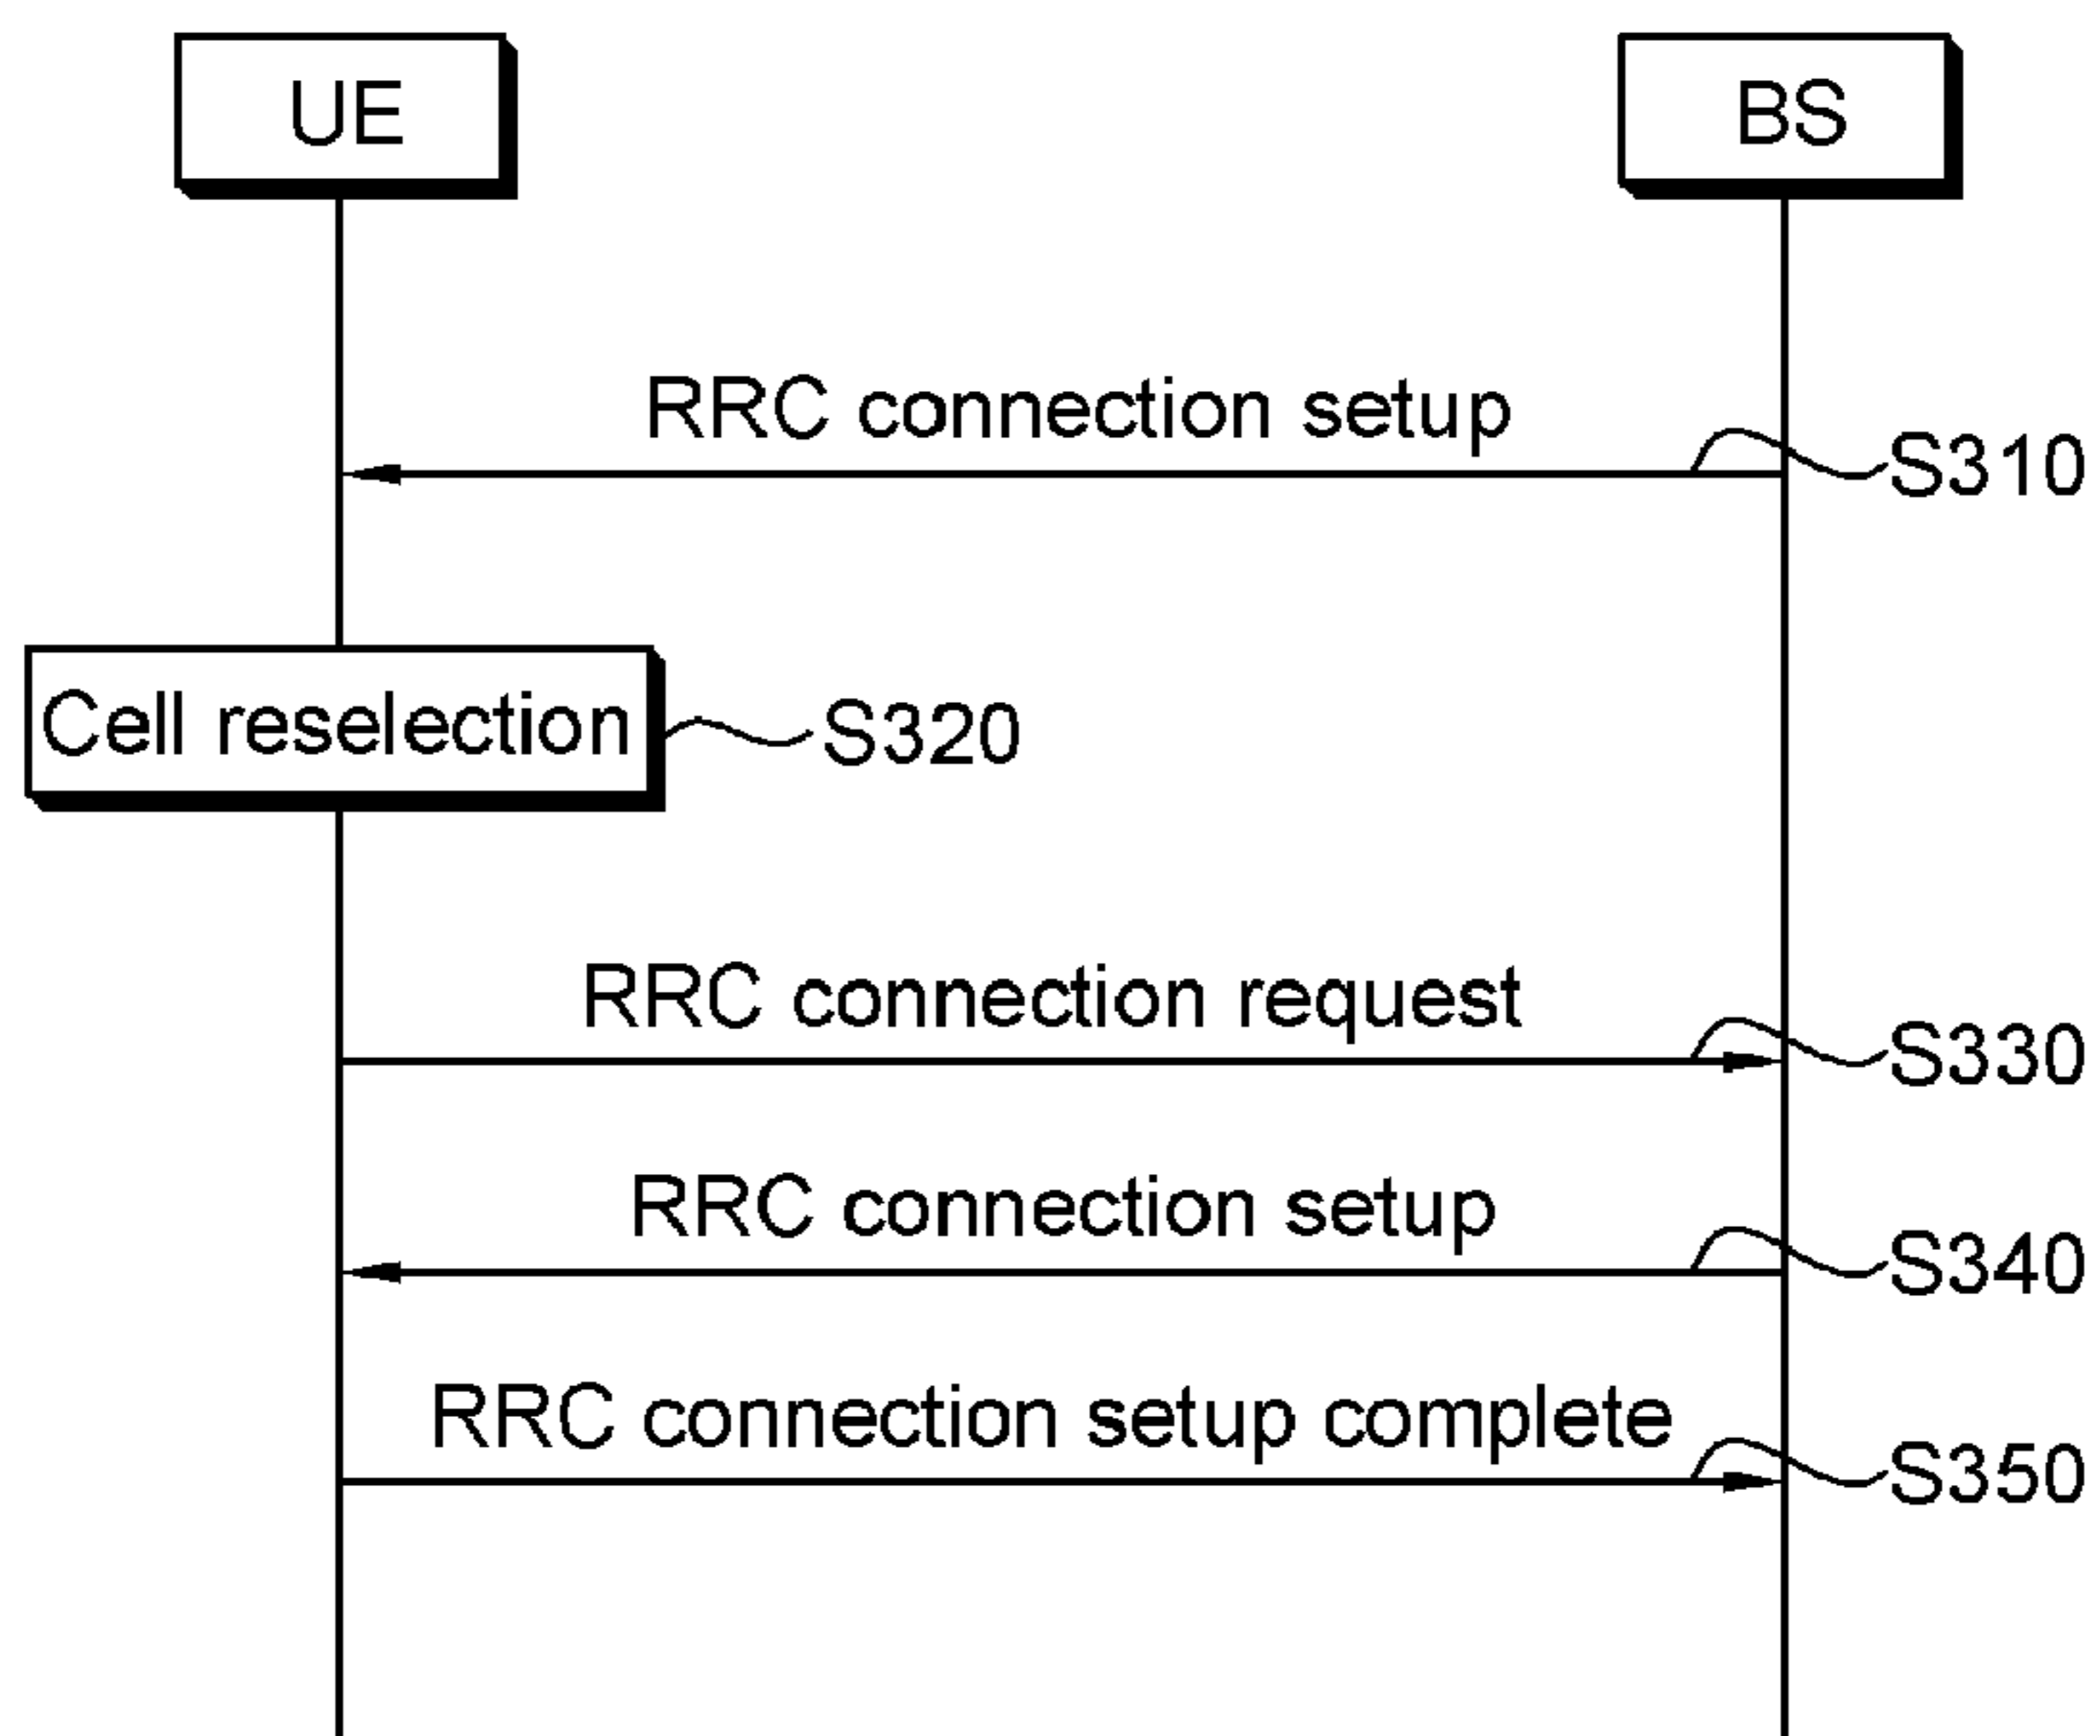 UE
BS
RRC connection setup
S310
Cell reselection
S320
RRC connection request
S330
RRC connection setup
S340
RRC connection setup complete
S350